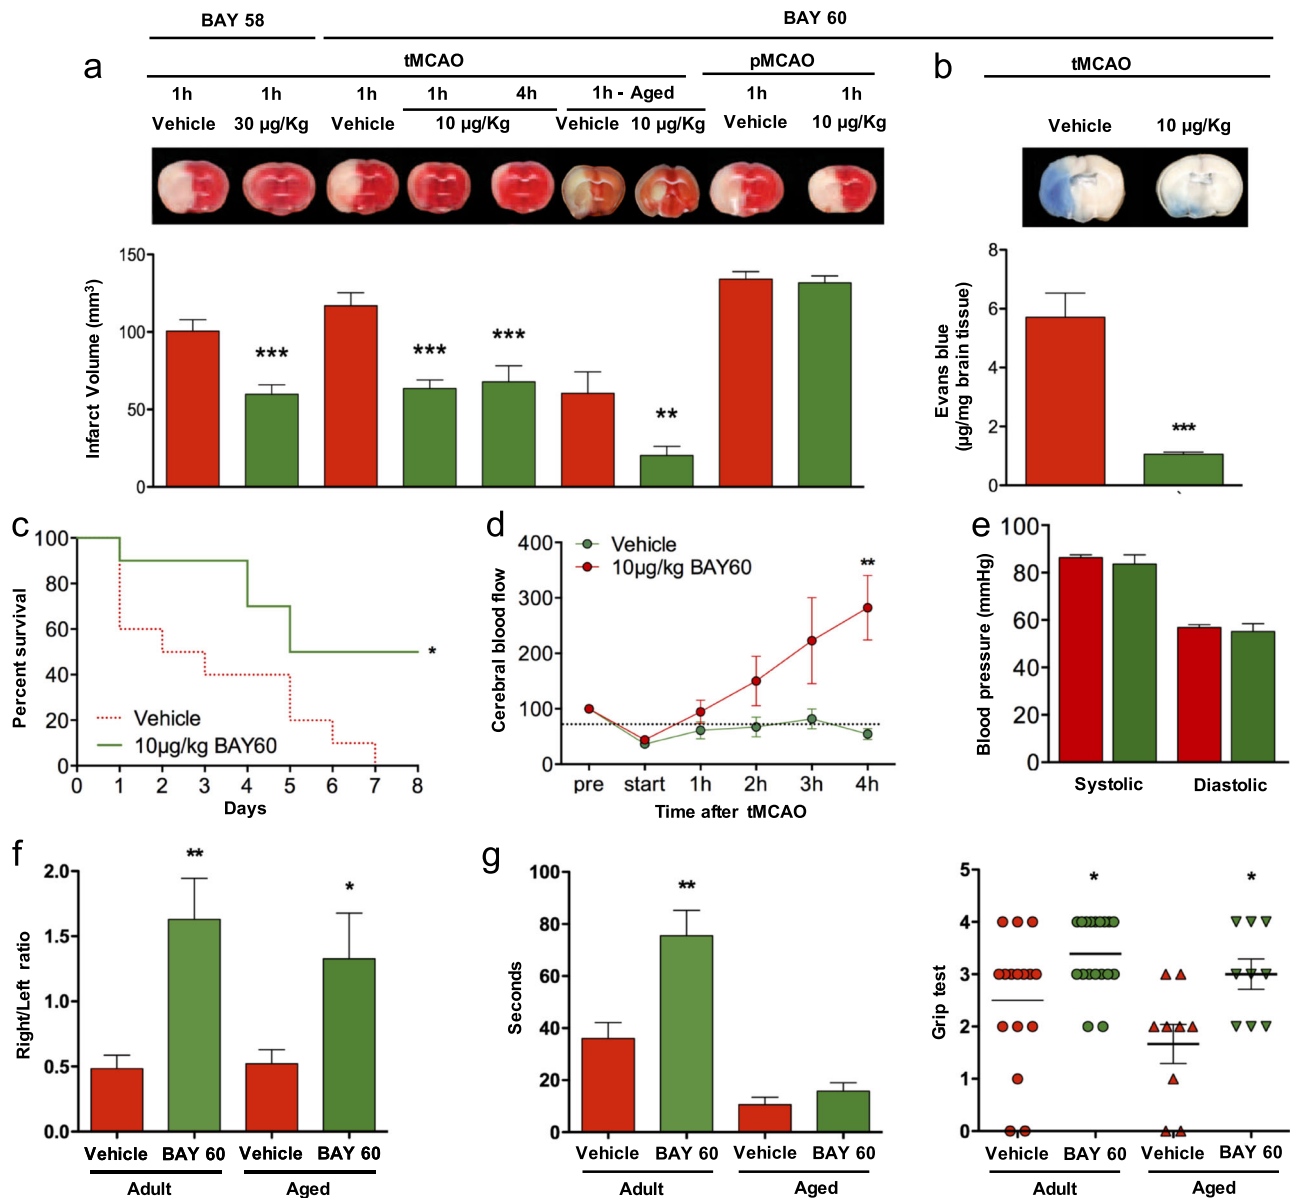 BAY 58
BAY 60
a
tMCAO
pMCAO
b
tMCAO
1h
1h
1h
1h
4h
1h - Aged
1h
1h
Vehicle
30 µg/Kg
Vehicle
10 µg/Kg
Vehicle
10 µg/Kg
Vehicle
10 µg/Kg
Vehicle
10 µg/Kg
Infarct Volume (mm³)
150
100
50
0
***
***
***
**
Evans blue
(µg/mg brain tissue)
8
6
4
2
0
***
c
Percent survival
100
80
60
40
20
0
Vehicle
10µg/kg BAY60
*
0 1 2 3 4 5 6 7 8
Days
d
Cerebral blood flow
400
300
200
100
0
Vehicle
10µg/kg BAY60
**
pre start 1h 2h 3h 4h
Time after tMCAO
e
Blood pressure (mmHg)
100
80
60
40
20
0
Systolic
Diastolic
f
Right/Left ratio
2.0
1.5
1.0
0.5
0.0
**
*
Vehicle BAY 60 Vehicle BAY 60
Adult
Aged
g
Seconds
100
80
60
40
20
0
**
Vehicle BAY 60 Vehicle BAY 60
Adult
Aged
Grip test
5
4
3
2
1
0
*
*
Vehicle BAY 60 Vehicle BAY 60
Adult
Aged